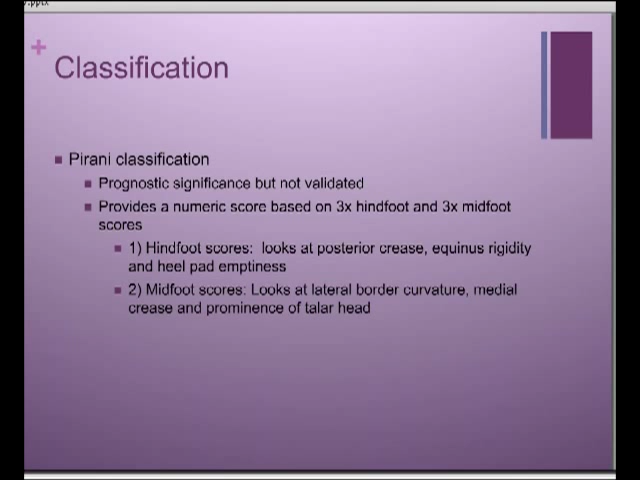 .pptx
+
Classification
Pirani classification
Prognostic significance but not validated
Provides a numeric score based on 3x hindfoot and 3x midfoot
scores
1) Hindfoot scores: looks at posterior crease, equinus rigidity
and heel pad emptiness
2) Midfoot scores: Looks at lateral border curvature, medial
crease and prominence of talar head